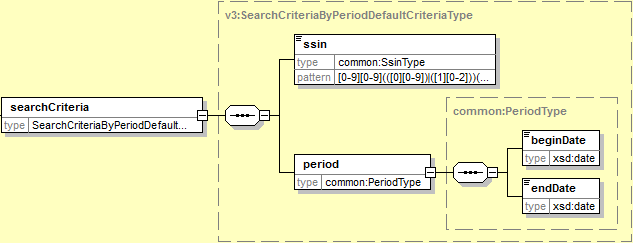 v3:SearchCriteriaByPeriodDefaultCriteriaType
ssin
type common:SsinType
pattern [0-9][0-9](([0][0-9])|([1][0-2]))(...
searchCriteria
type SearchCriteriaByPeriodDefault...
common:PeriodType
beginDate
type xsd:date
period
type common:PeriodType
endDate
type xsd:date